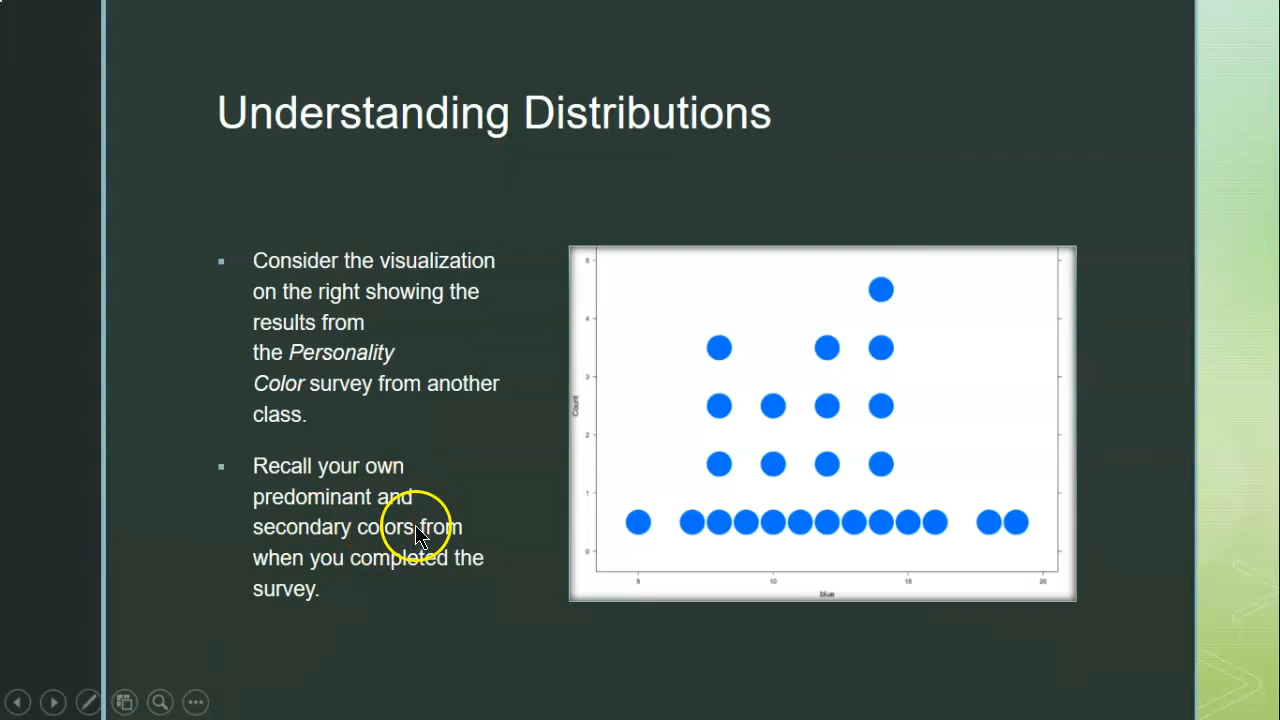 Understanding Distributions
Consider the visualization
on the right showing the
results from
the Personality
Color survey from another
class.
Recall your own
predominant and
secondary colors from
when you completed the
survey.
5
4
3
2
1
0
Count
5 10 15 20
blue